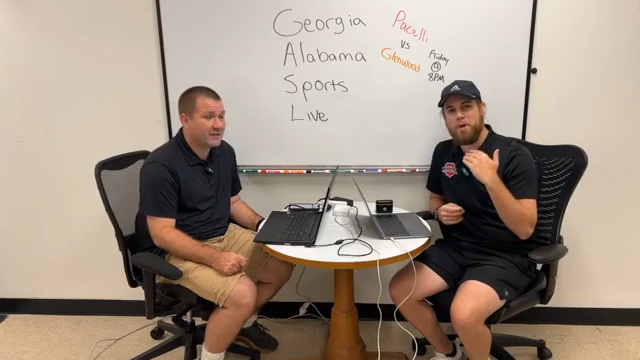 Georgia
Alabama
Sports
Live
Pacelli
vs
Glenwood
Friday
@
8PM